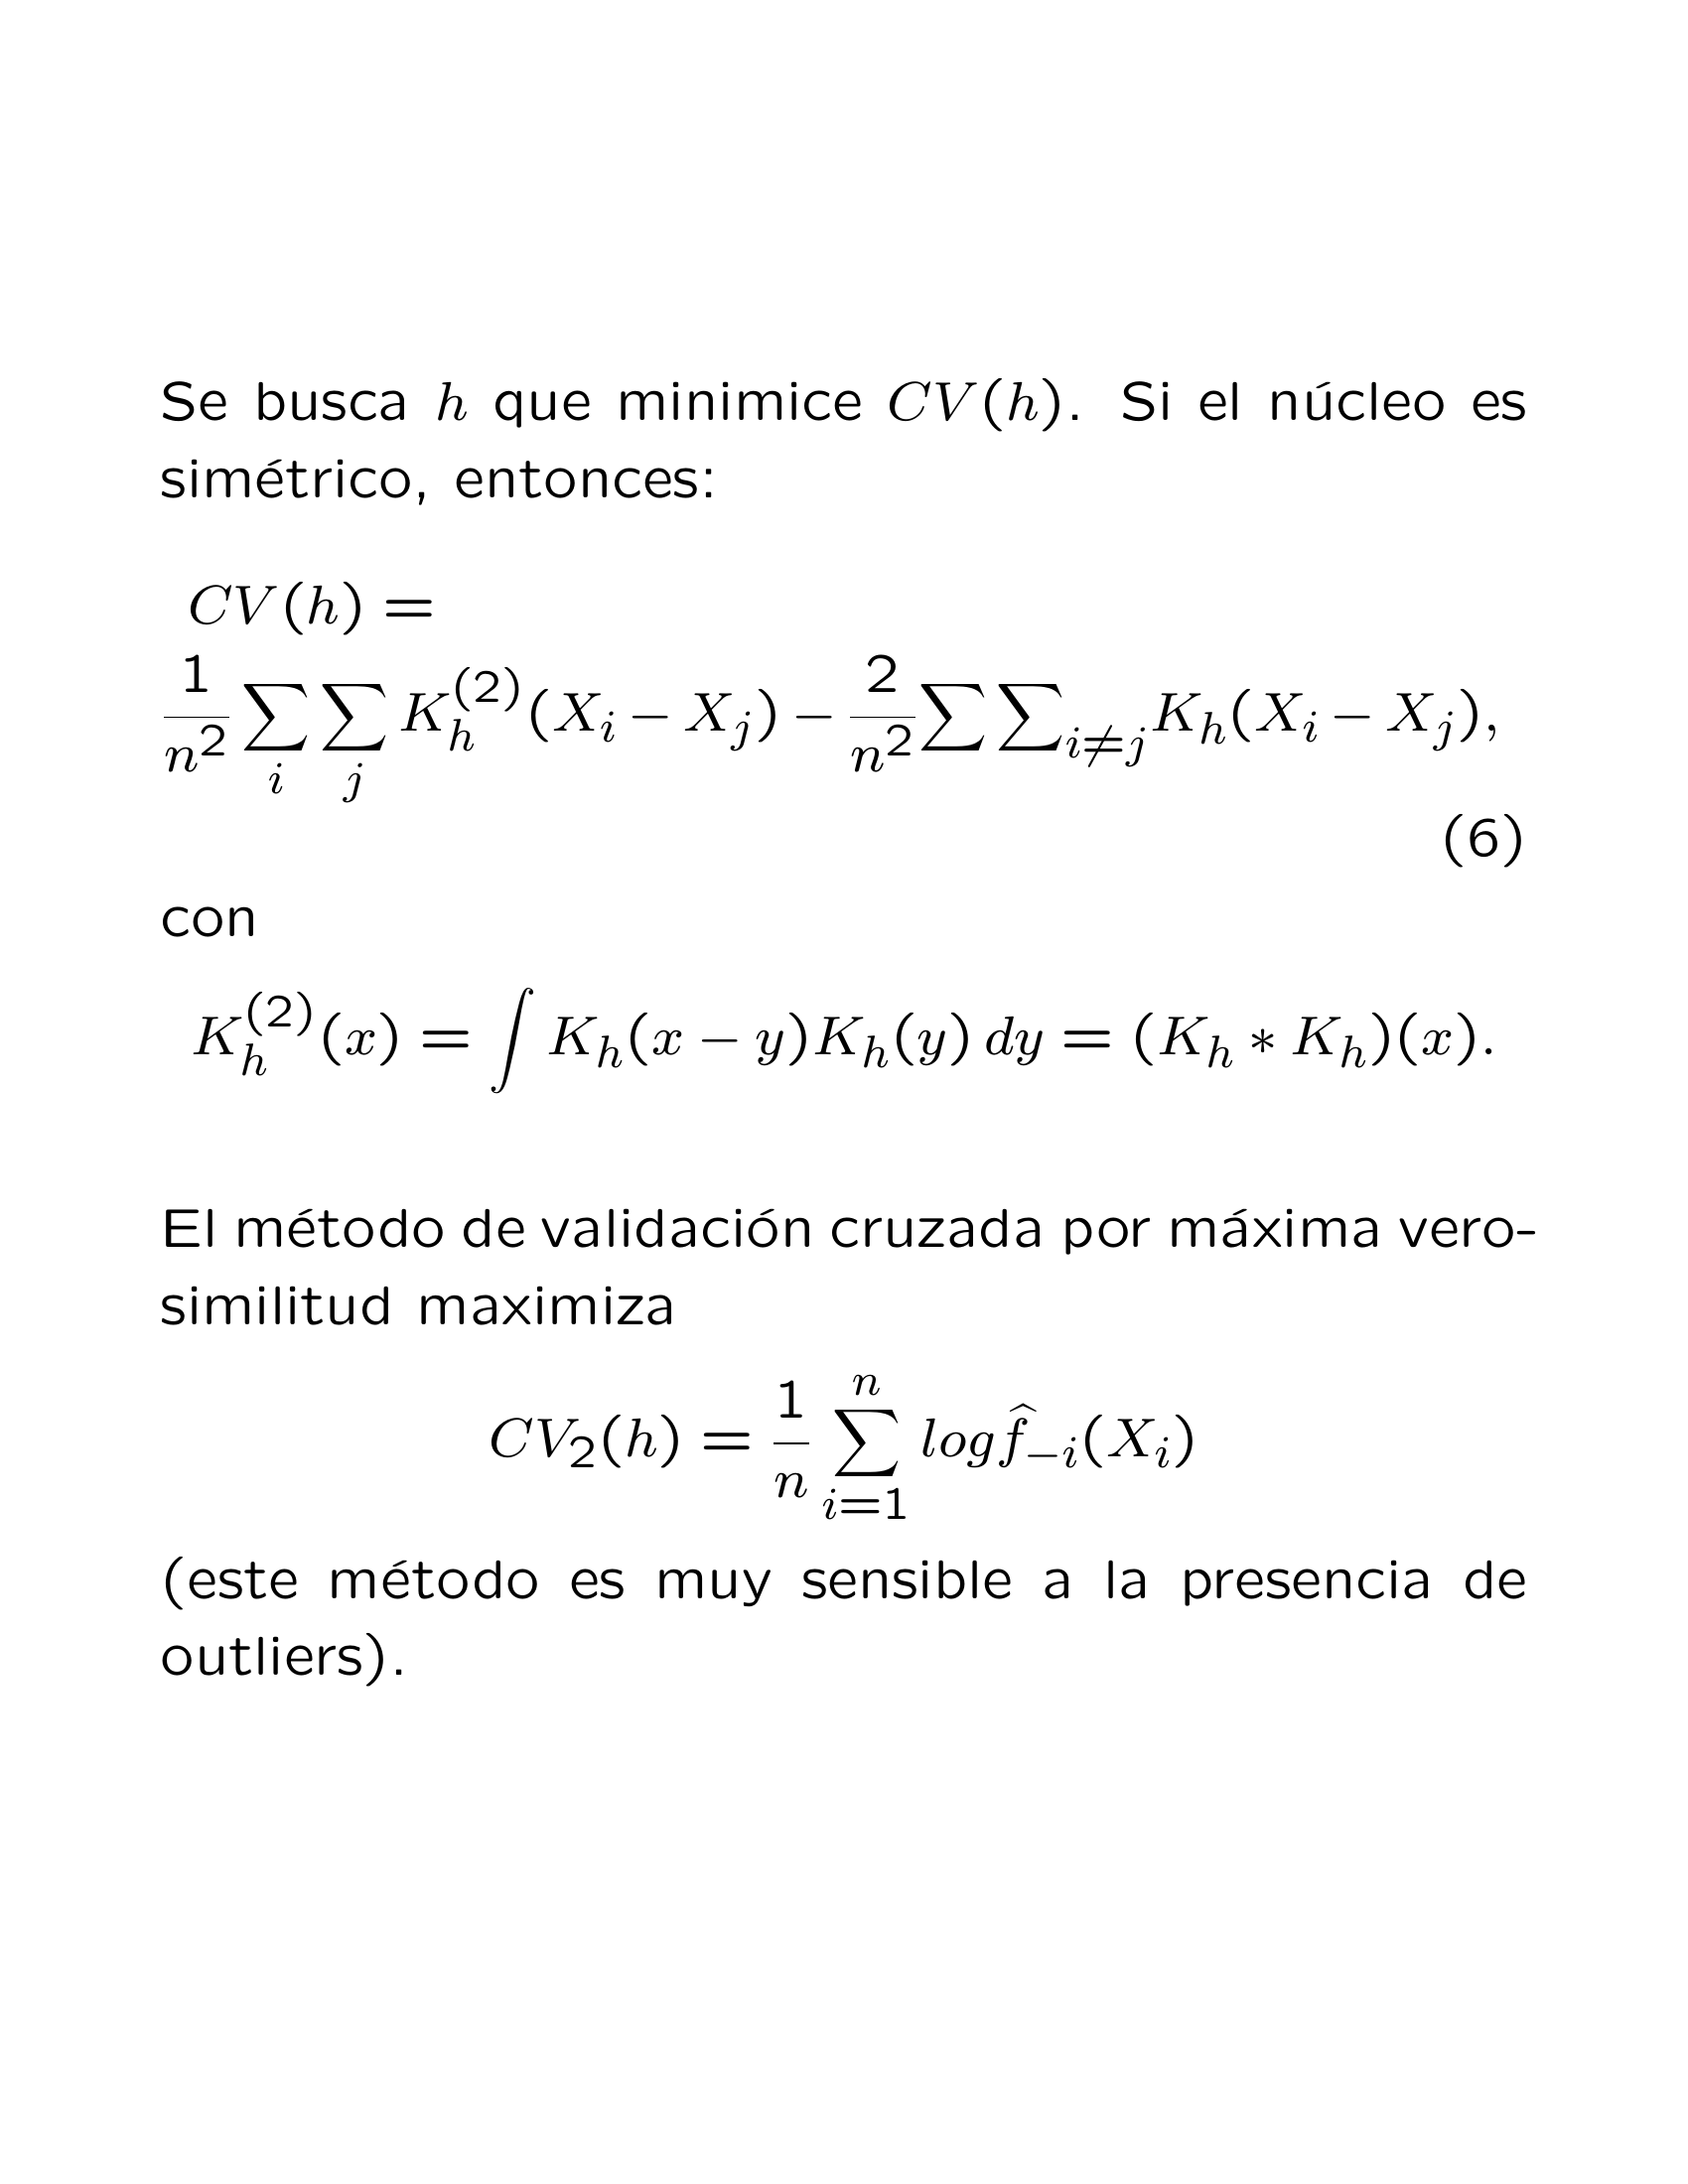 Se busca $h$ que minimice $CV(h)$. Si el núcleo es
simétrico, entonces:
$CV(h) =$
$\frac{1}{n^2} \sum_i \sum_j K_h^{(2)}(X_i - X_j) - \frac{2}{n^2} \sum \sum_{i \neq j} K_h(X_i - X_j),$
(6)
con
$K_h^{(2)}(x) = \int K_h(x - y) K_h(y) \, dy = (K_h * K_h)(x).$
El método de validación cruzada por máxima vero-
similitud maximiza
$CV_2(h) = \frac{1}{n} \sum_{i=1}^{n} log \widehat{f}_{-i}(X_i)$
(este método es muy sensible a la presencia de
outliers).